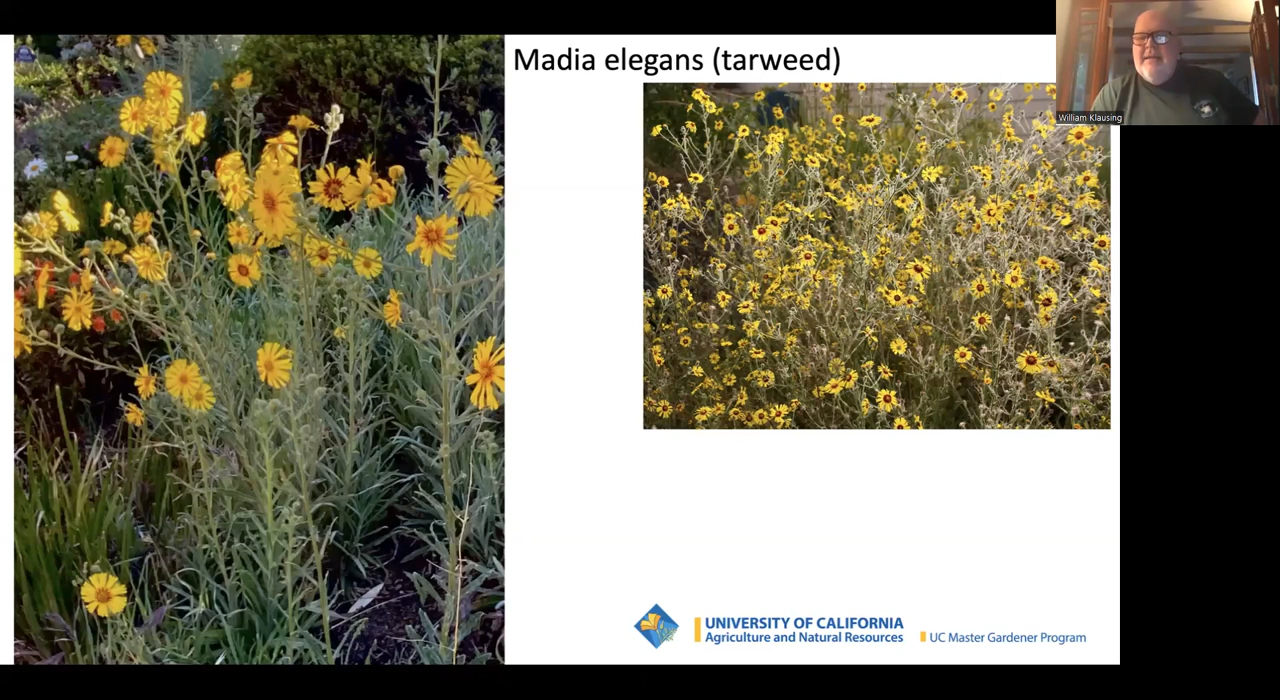 Madia elegans (tarweed)
William Klausing
UNIVERSITY OF CALIFORNIA
Agriculture and Natural Resources
UC Master Gardener Program